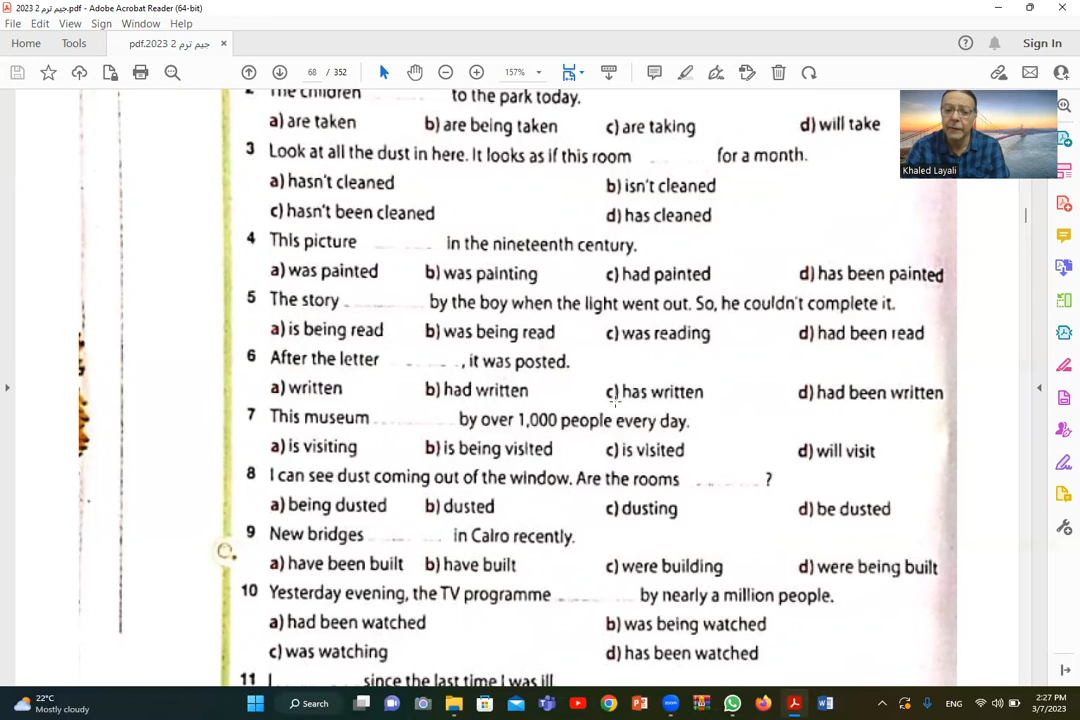 جيم ترم 2 2023.pdf - Adobe Acrobat Reader (64-bit)
File Edit View Sign Window Help
Home Tools جيم ترم 2 2023.pdf × Sign In
68 / 352 157%
2 The children to the park today.
a) are taken b) are being taken c) are taking d) will take
3 Look at all the dust in here. It looks as if this room for a month.
a) hasn't cleaned b) isn't cleaned
c) hasn't been cleaned d) has cleaned
4 This picture in the nineteenth century.
a) was painted b) was painting c) had painted d) has been painted
5 The story by the boy when the light went out. So, he couldn't complete it.
a) is being read b) was being read c) was reading d) had been read
6 After the letter , it was posted.
a) written b) had written c) has written d) had been written
7 This museum by over 1,000 people every day.
a) is visiting b) is being visited c) is visited d) will visit
8 I can see dust coming out of the window. Are the rooms ?
a) being dusted b) dusted c) dusting d) be dusted
9 New bridges in Cairo recently.
a) have been built b) have built c) were building d) were being built
10 Yesterday evening, the TV programme by nearly a million people.
a) had been watched b) was being watched
c) was watching d) has been watched
11 I since the last time I was ill.
Khaled Layali
22°C
Mostly cloudy
Search
ENG
2:27 PM
3/7/2023